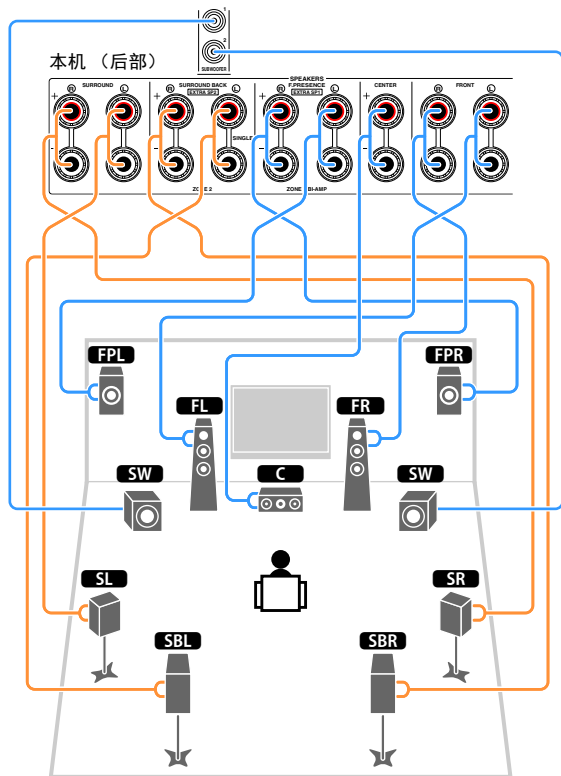 1
2
SUBWOOFER
本机 （后部）
SPEAKERS
SURROUND
SURROUND BACK
F.PRESENCE
CENTER
FRONT
R L
EXTRA SP2
R L
EXTRA SP1
R L
R L
+ + + + +
SINGLE
- - - - -
ZONE 2
ZONE BI-AMP
FPL
FPR
FL
FR
SW
C
SW
SL
SR
SBL
SBR